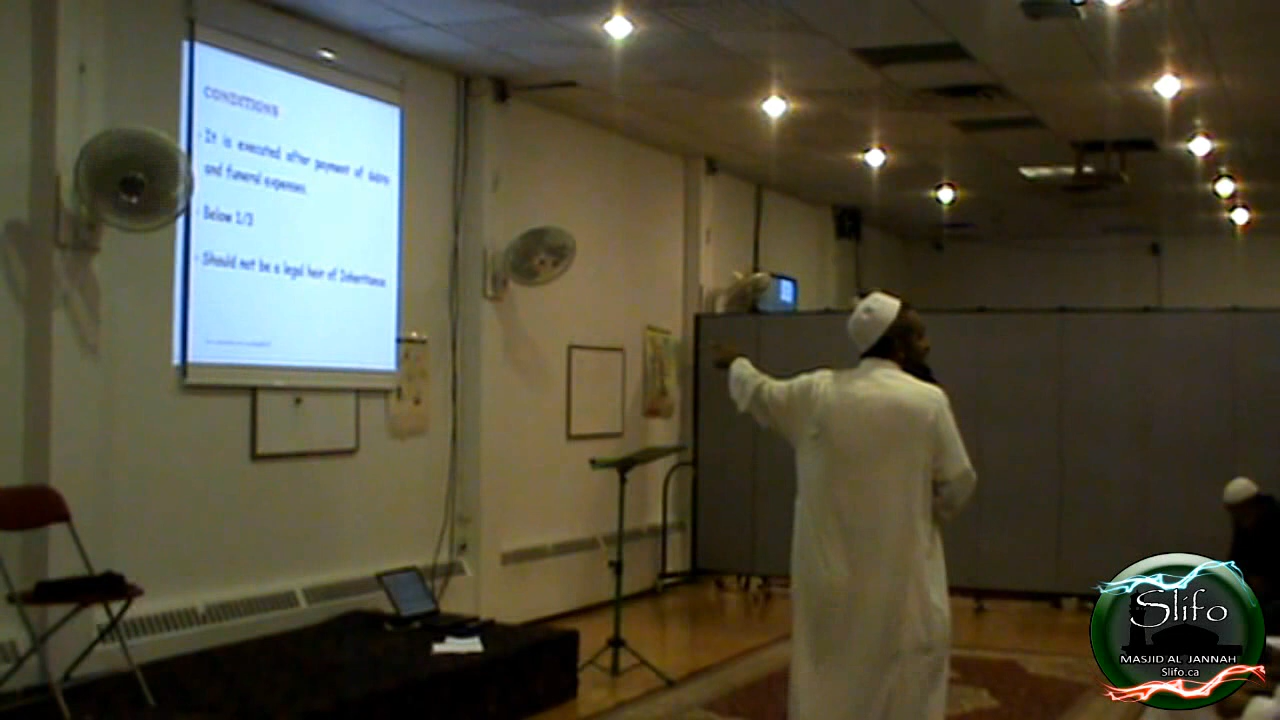 CONDITIONS
It is executed after payment of debts
and funeral expenses.
Below 1/3
Should not be a legal heir of Inheritance
Slifo
MASJID AL JANNAH
Slifo.ca